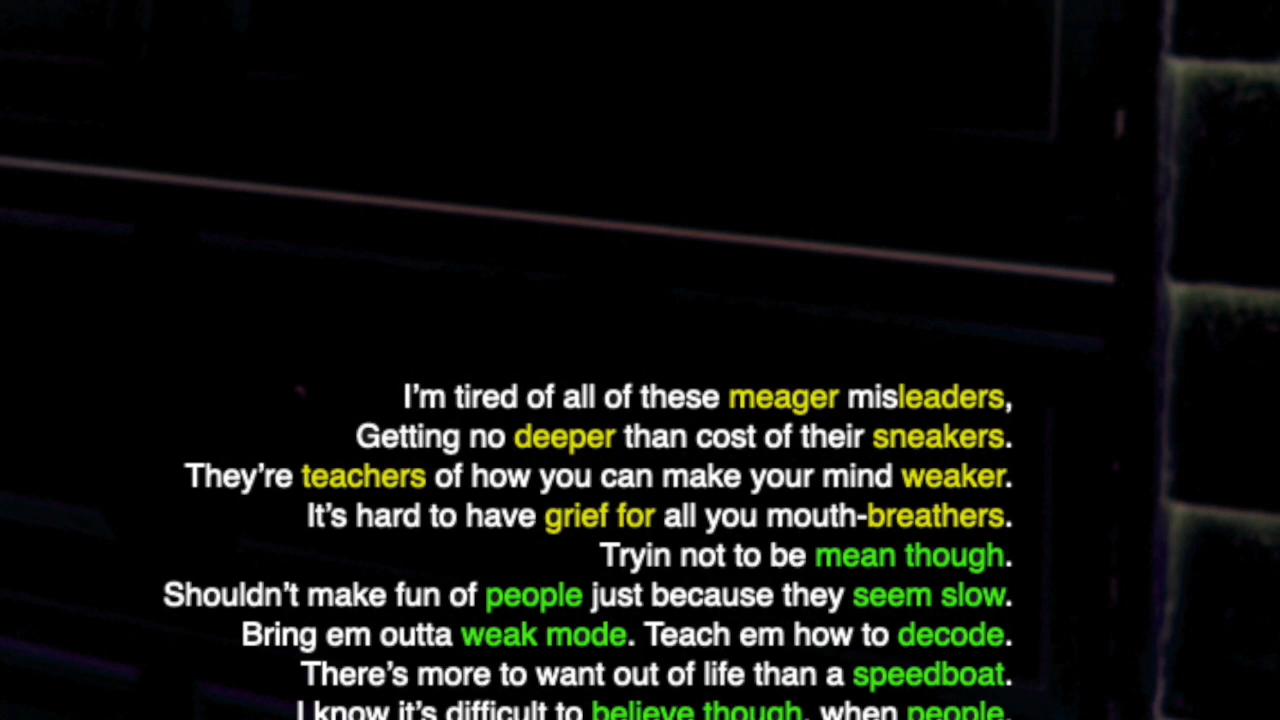 I'm tired of all of these meager misleaders,
Getting no deeper than cost of their sneakers.
They're teachers of how you can make your mind weaker.
It's hard to have grief for all you mouth-breathers.
Tryin not to be mean though.
Shouldn't make fun of people just because they seem slow.
Bring em outta weak mode. Teach em how to decode.
There's more to want out of life than a speedboat.
I know it's difficult to believe though, when people,